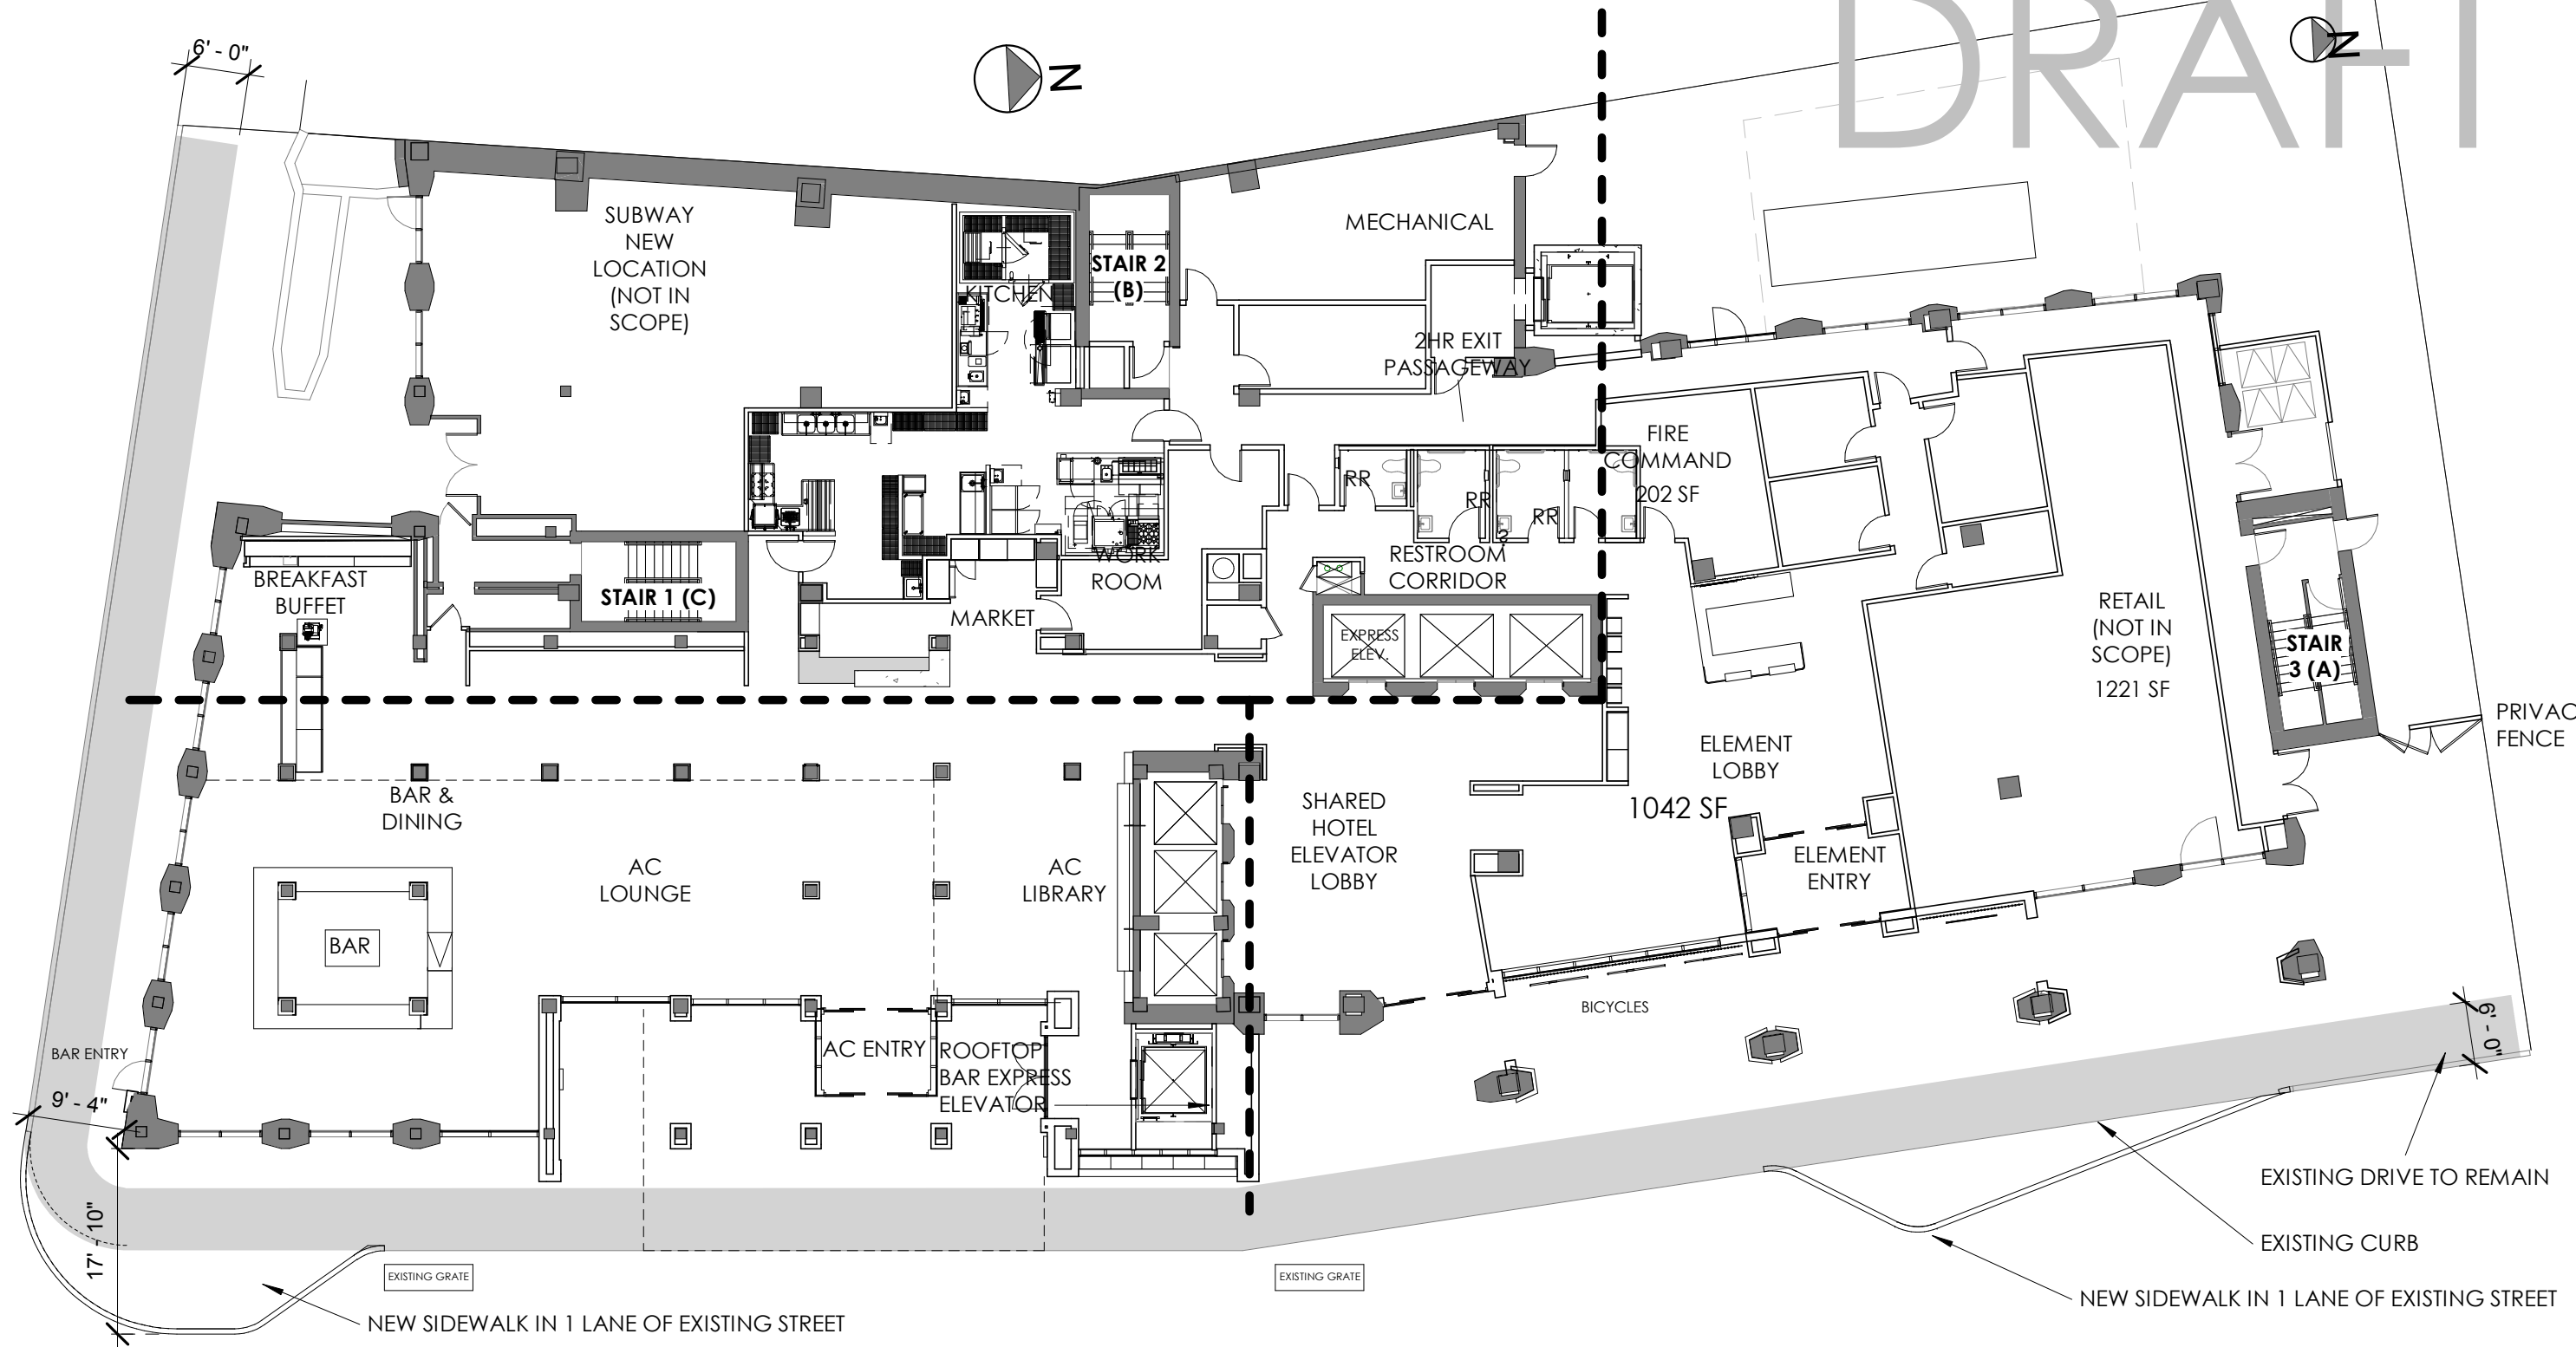 DRAFT
6' - 0"
N
N
SUBWAY
NEW
LOCATION
(NOT IN
SCOPE)
KITCHEN
STAIR 2
(B)
MECHANICAL
2HR EXIT
PASSAGEWAY
FIRE
COMMAND
202 SF
RR
RR
RR
2
RESTROOM
CORRIDOR
WORK
ROOM
BREAKFAST
BUFFET
STAIR 1 (C)
MARKET
EXPRESS
ELEV.
RETAIL
(NOT IN
SCOPE)
1221 SF
STAIR
3 (A)
PRIVAC
FENCE
ELEMENT
LOBBY
1042 SF
BAR &
DINING
SHARED
HOTEL
ELEVATOR
LOBBY
AC
LOUNGE
AC
LIBRARY
ELEMENT
ENTRY
BAR
BICYCLES
BAR ENTRY
AC ENTRY
ROOFTOP
BAR EXPRESS
ELEVATOR
6' - 0"
9' - 4"
17' - 10"
EXISTING DRIVE TO REMAIN
EXISTING CURB
EXISTING GRATE
EXISTING GRATE
NEW SIDEWALK IN 1 LANE OF EXISTING STREET
NEW SIDEWALK IN 1 LANE OF EXISTING STREET